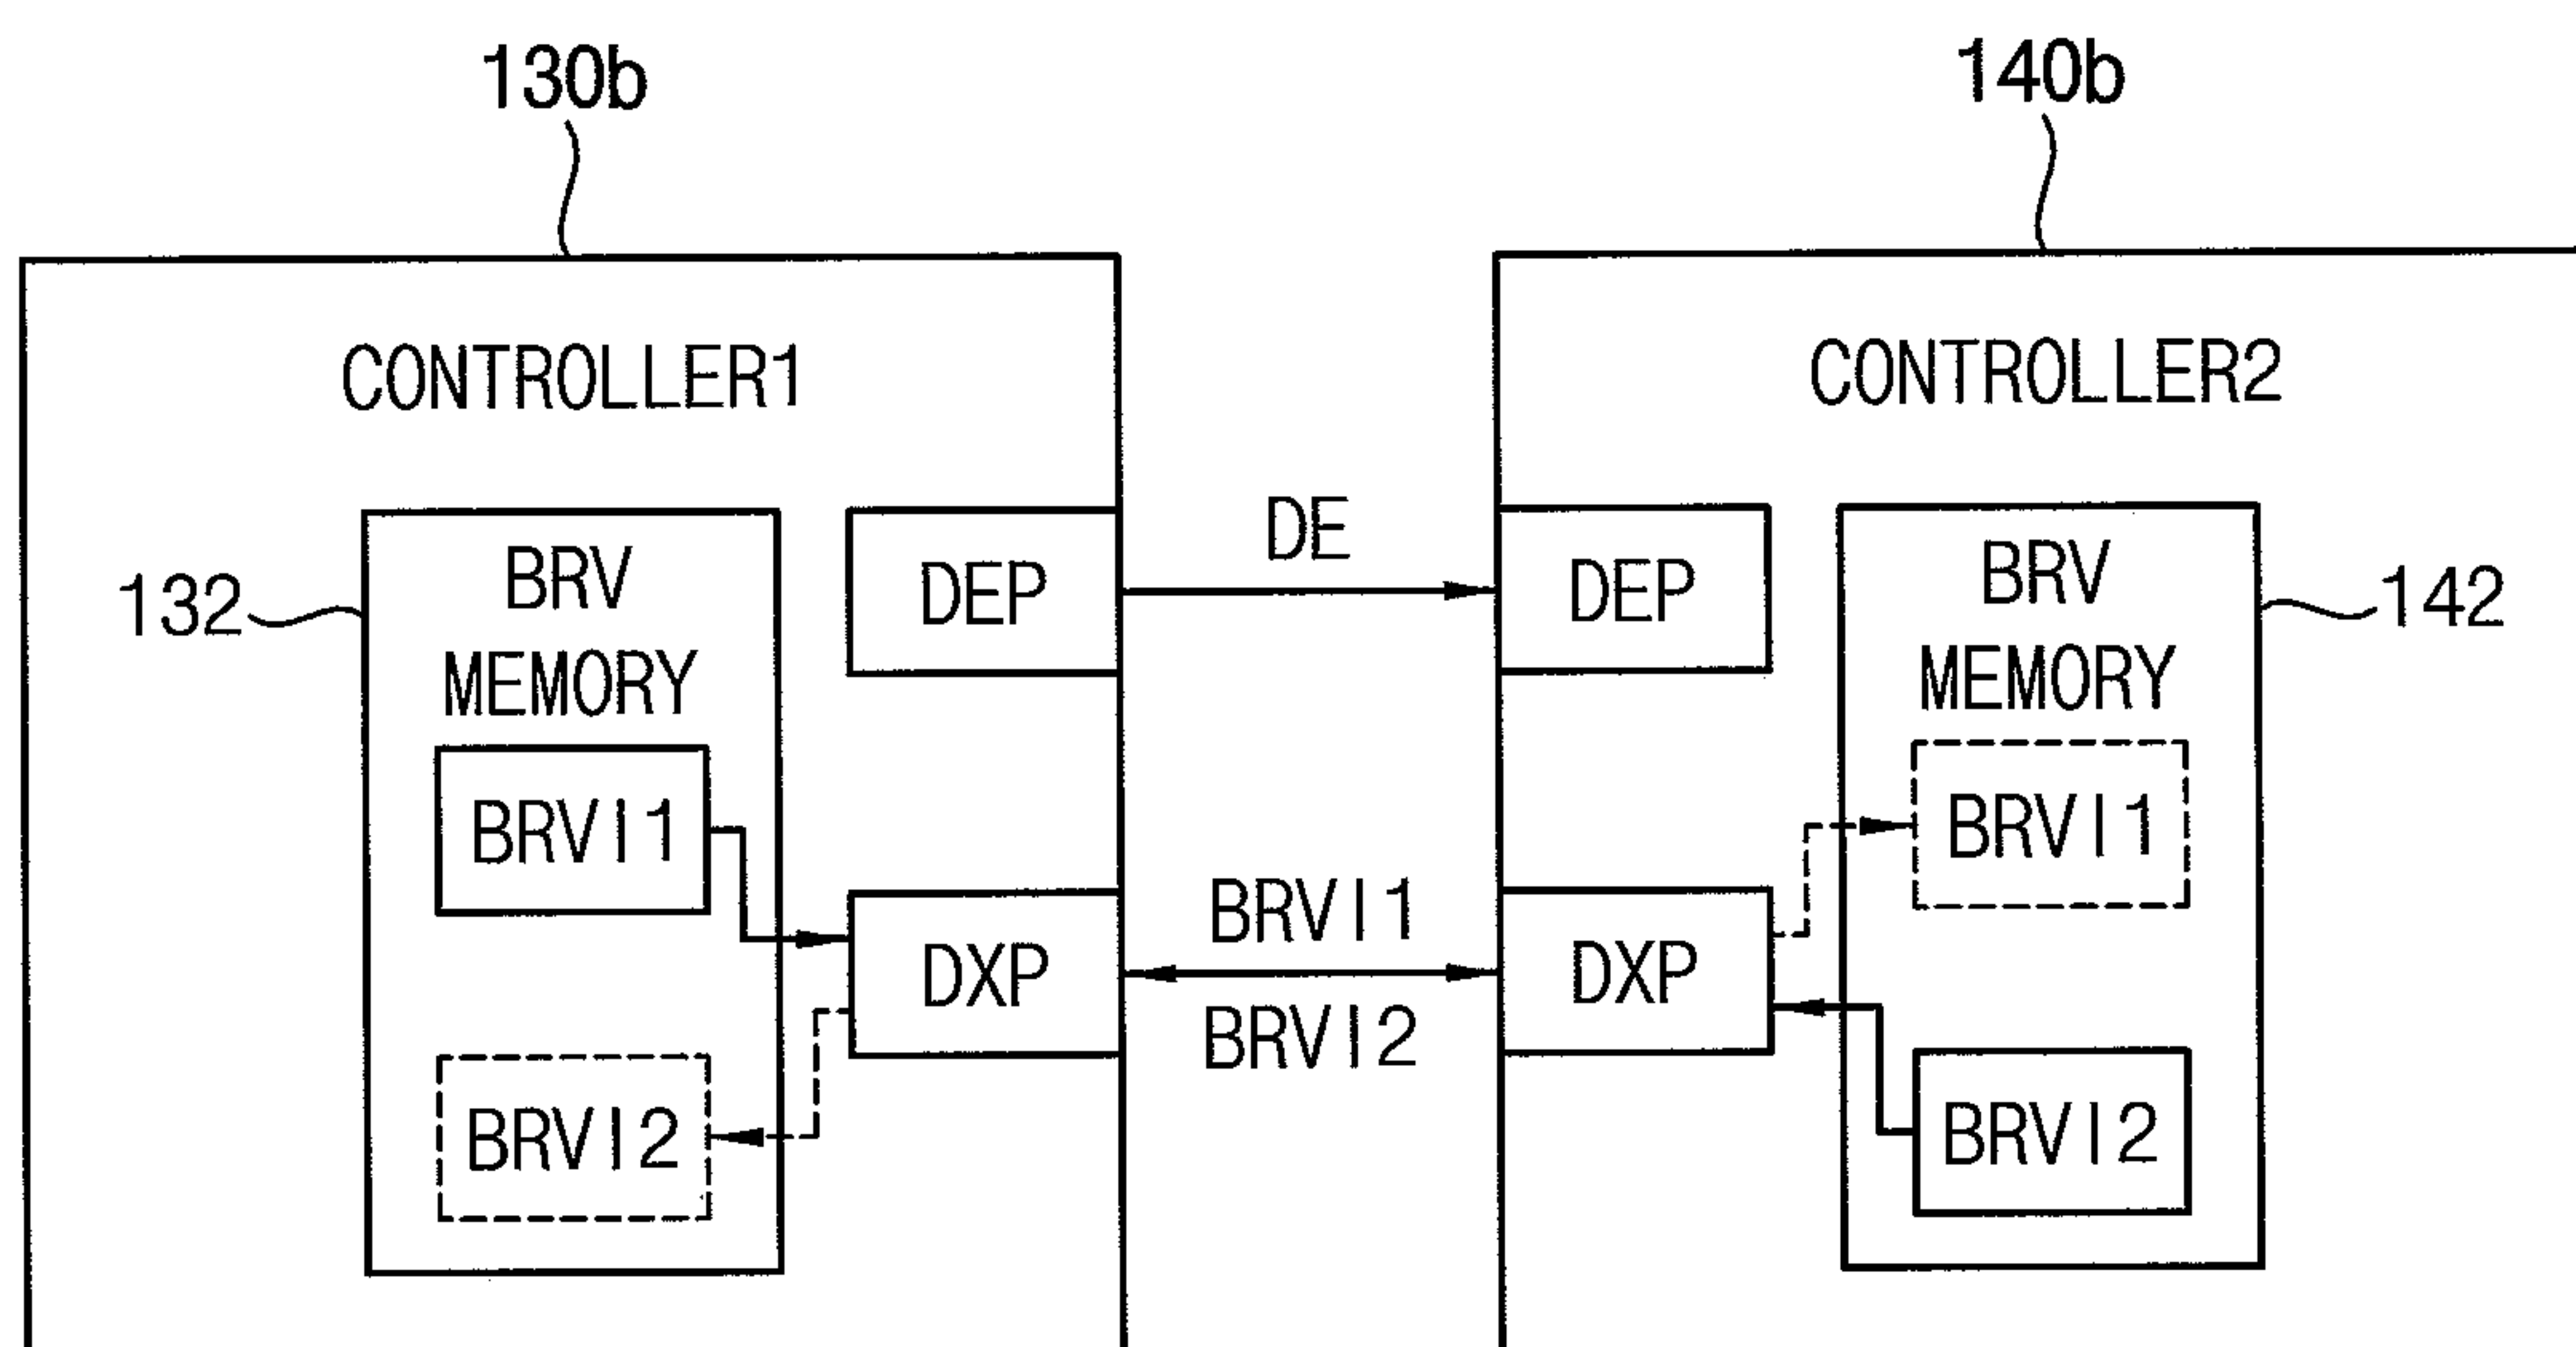 130b
140b
CONTROLLER1
CONTROLLER2
DE
BRV
MEMORY
DEP
DEP
BRV
MEMORY
132
142
BRVI1
BRVI1
BRVI1
DXP
DXP
BRVI2
BRVI2
BRVI2